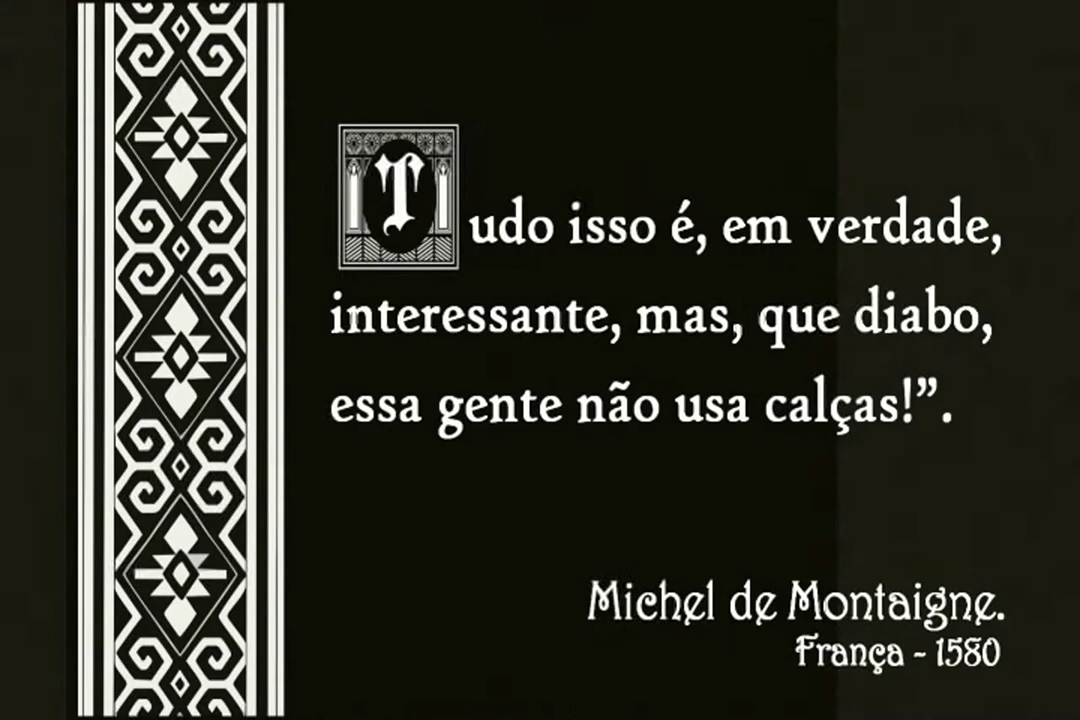 Tudo isso é, em verdade,
interessante, mas, que diabo,
essa gente não usa calças!”.
Michel de Montaigne.
França - 1580